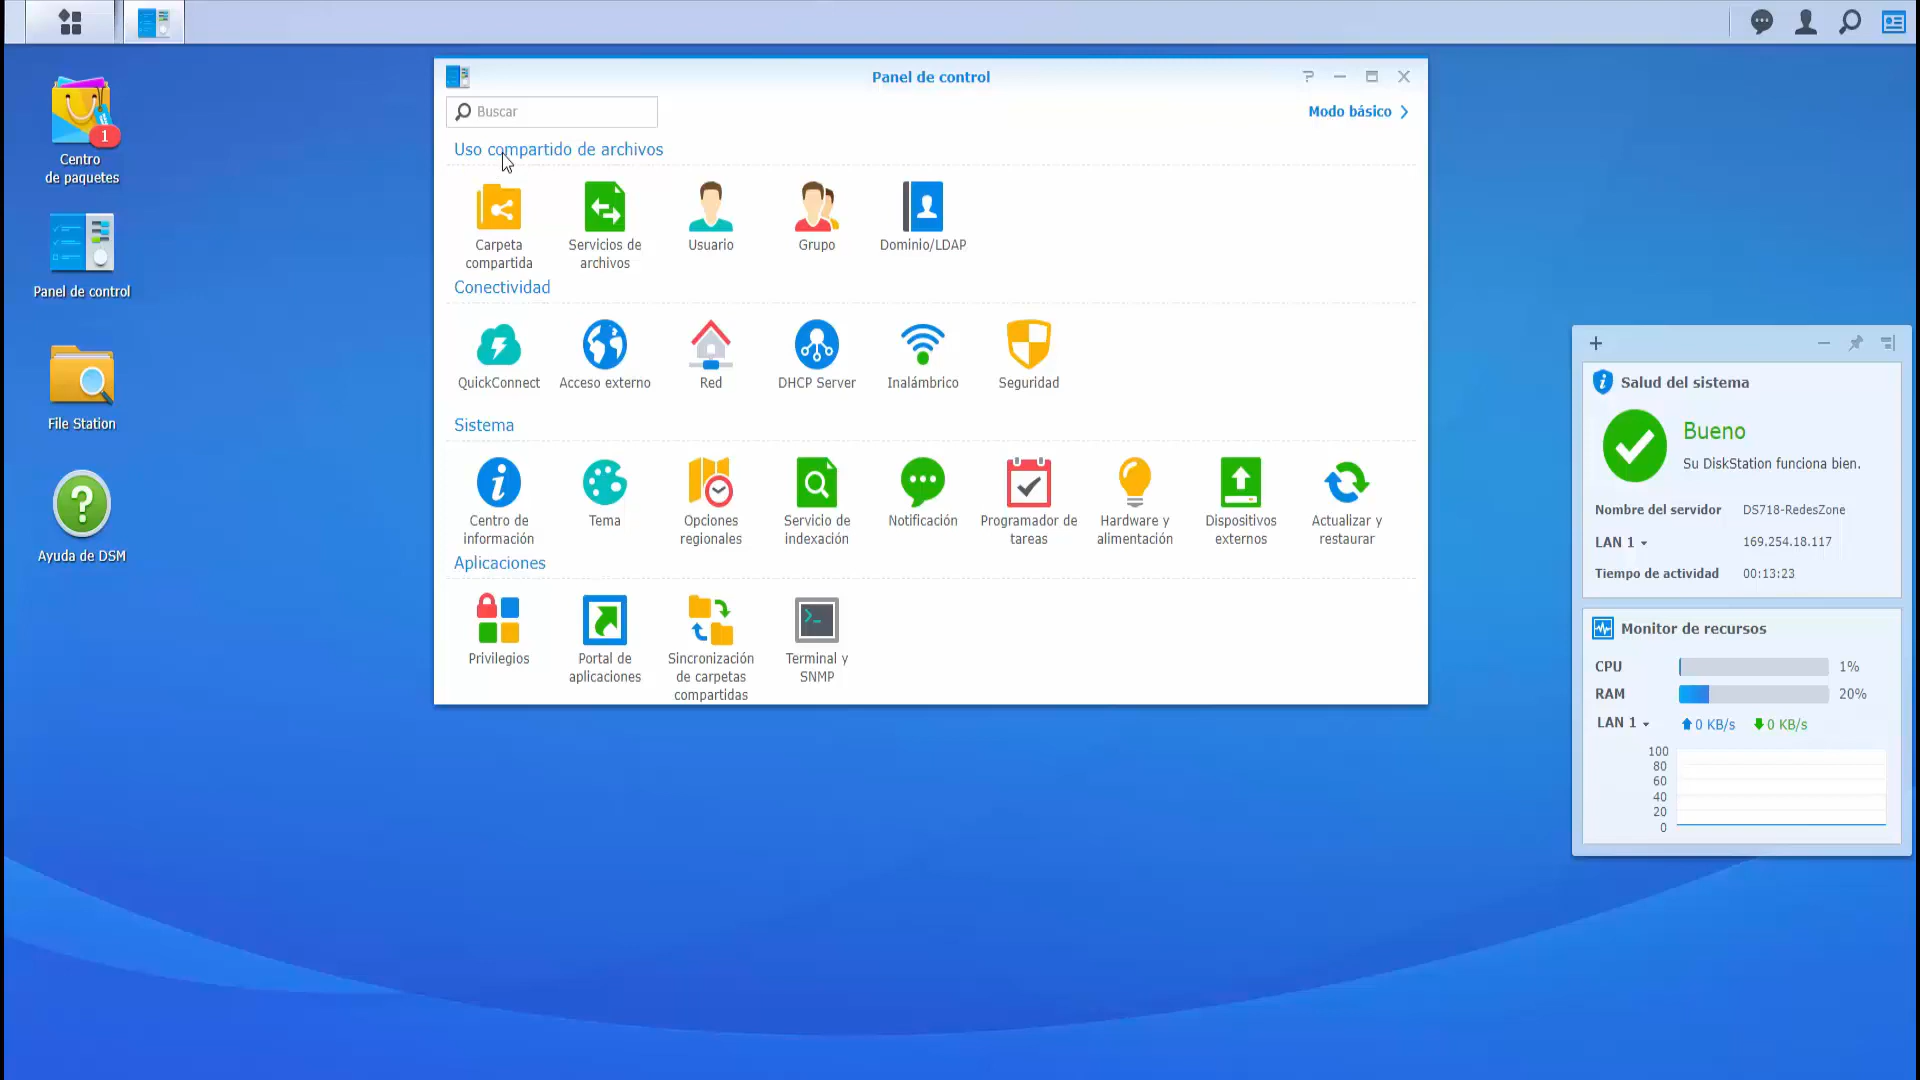 Panel de control
Buscar
Modo básico
Uso compartido de archivos
Carpeta
compartida
Servicios de
archivos
Usuario
Grupo
Dominio/LDAP
Conectividad
QuickConnect
Acceso externo
Red
DHCP Server
Inalámbrico
Seguridad
Sistema
Centro de
información
Tema
Opciones
regionales
Servicio de
indexación
Notificación
Programador de
tareas
Hardware y
alimentación
Dispositivos
externos
Actualizar y
restaurar
Aplicaciones
Privilegios
Portal de
aplicaciones
Sincronización
de carpetas
compartidas
Terminal y
SNMP
1
Centro
de paquetes
Panel de control
File Station
Ayuda de DSM
Salud del sistema
Bueno
Su DiskStation funciona bien.
Nombre del servidor DS718-RedesZone
LAN 1 169.254.18.117
Tiempo de actividad 00:13:23
Monitor de recursos
CPU 1%
RAM 20%
LAN 1 0 KB/s 0 KB/s
100
80
60
40
20
0